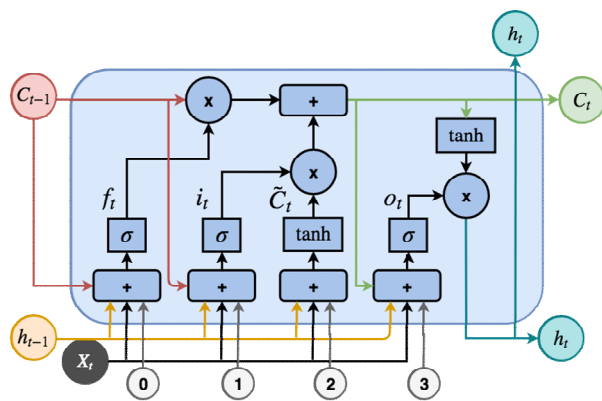 h_t
C_{t-1}
x
+
C_t
tanh
x
f_t
i_t
C̃_t
o_t
x
σ
σ
tanh
σ
+
+
+
+
h_{t-1}
h_t
X_t
0
1
2
3